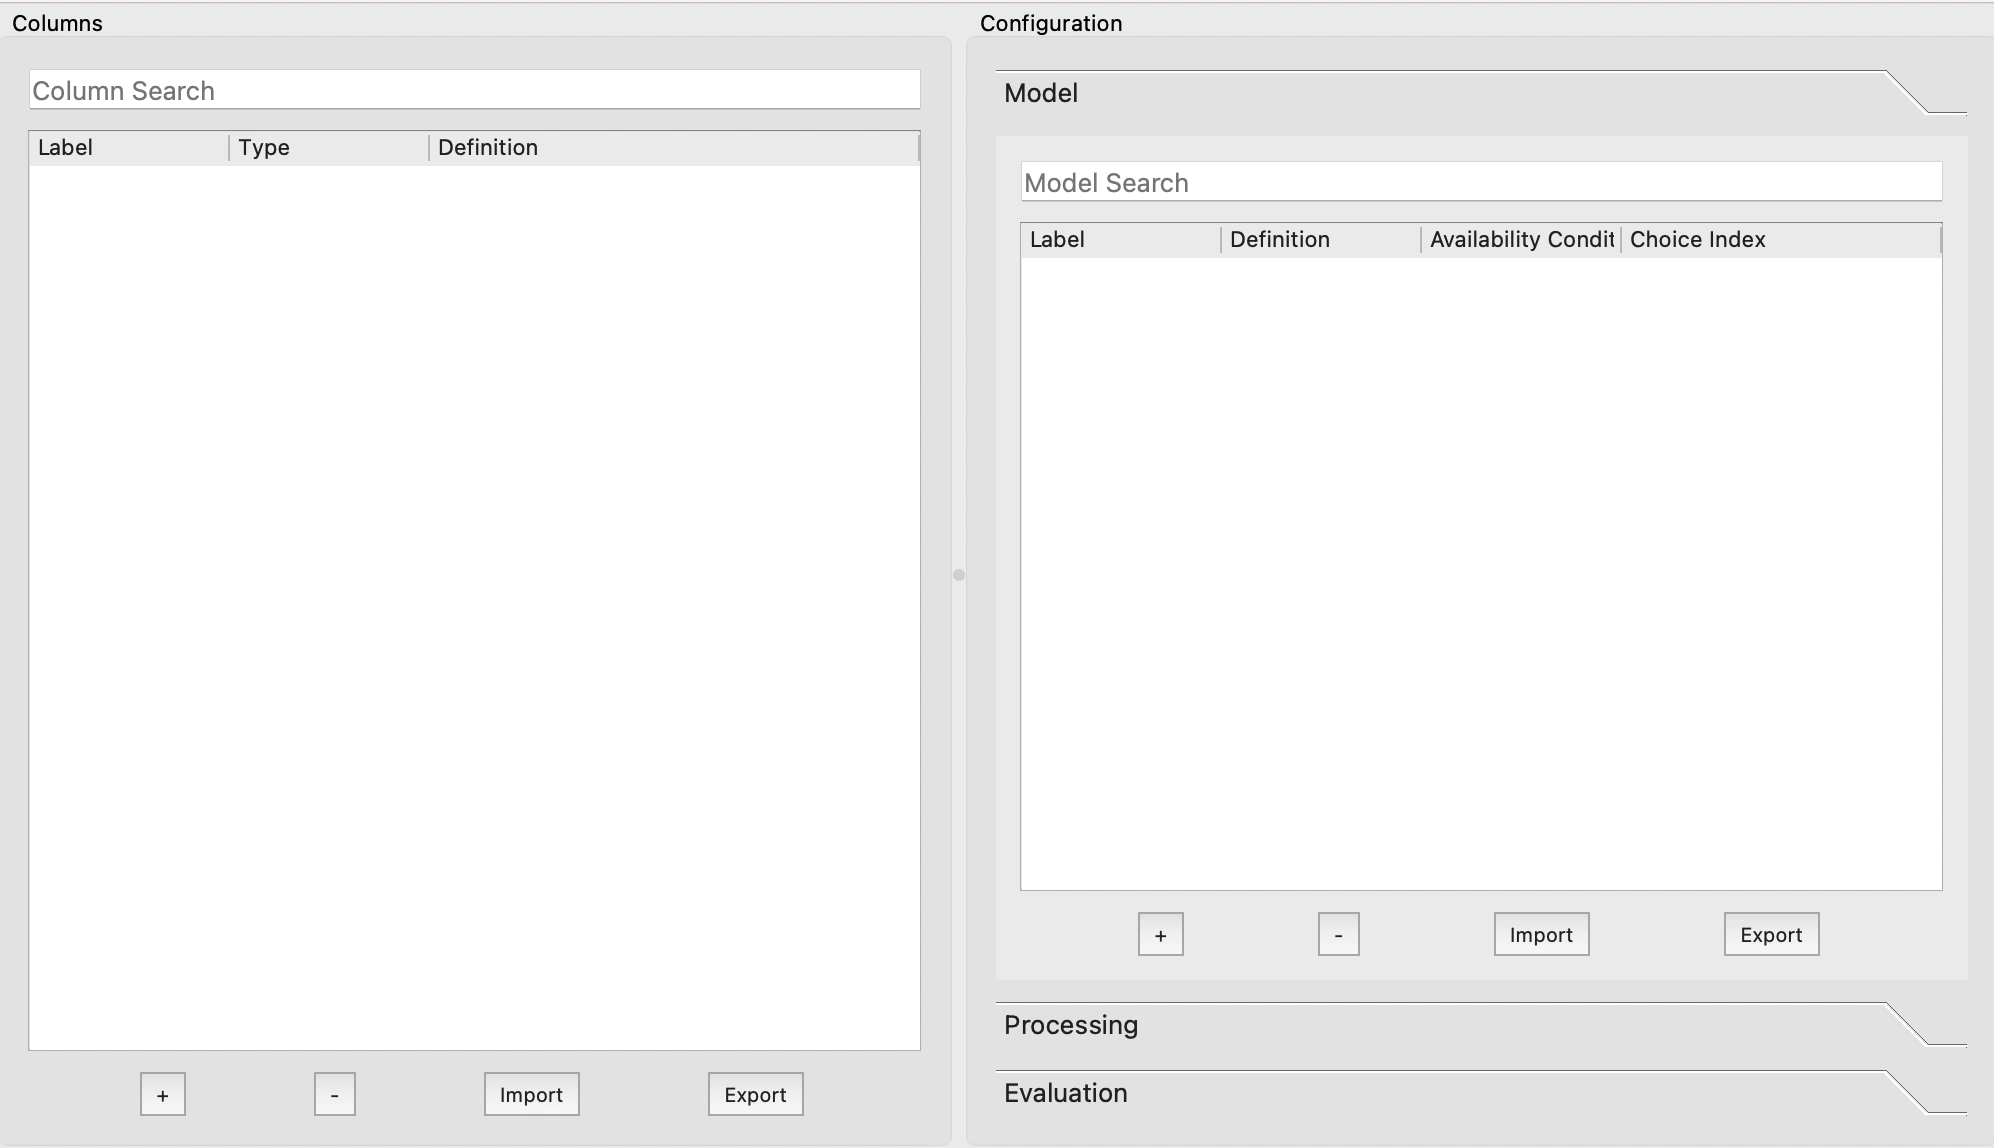 Columns
Column Search
Label Type Definition
+ - Import Export
Configuration
Model
Model Search
Label Definition Availability Condit Choice Index
+ - Import Export
Processing
Evaluation